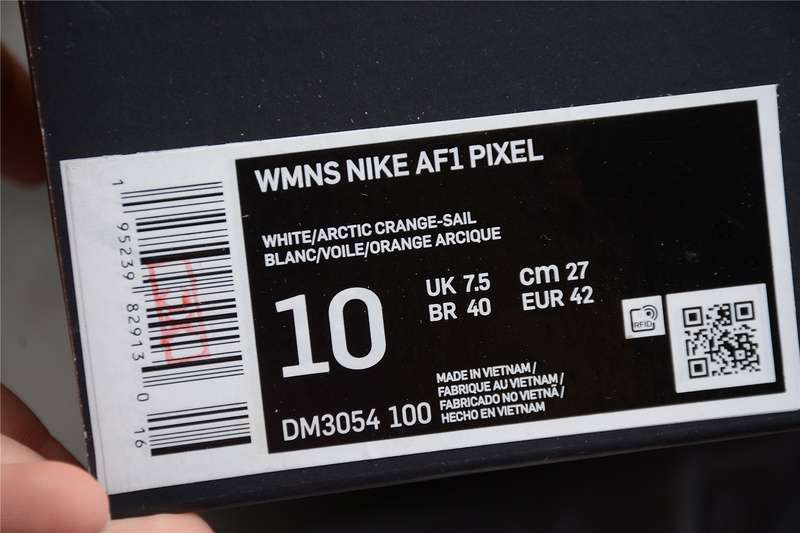 WMNS NIKE AF1 PIXEL
WHITE/ARCTIC CRANGE-SAIL
BLANC/VOILE/ORANGE ARCIQUE
10
UK 7.5
cm 27
BR 40
EUR 42
RFID
DM3054 100
MADE IN VIETNAM/
FABRIQUE AU VIETNAM/
FABRICADO NO VIETNÃ/
HECHO EN VIETNAM
1 95239 82913 0 16